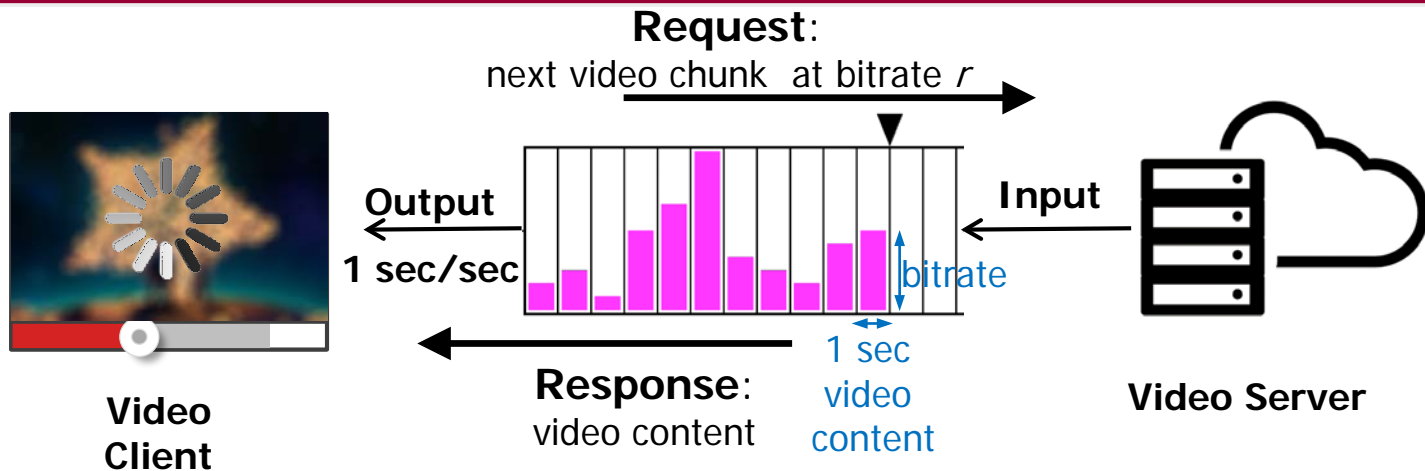 Request:
next video chunk at bitrate r
Output
1 sec/sec
Input
bitrate
1 sec
video
content
Response:
video content
Video
Client
Video Server